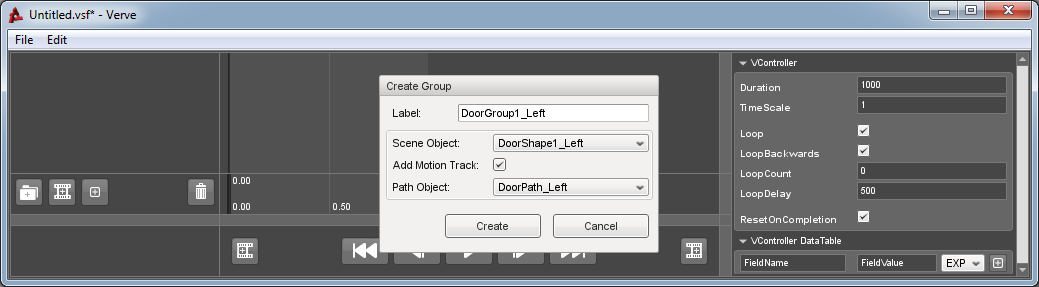 Untitled.vsf* - Verve
File Edit
Create Group
Label: DoorGroup1_Left
Scene Object: DoorShape1_Left
Add Motion Track:
Path Object: DoorPath_Left
Create Cancel
0.00
0.00 0.50
VController
Duration 1000
TimeScale 1
Loop
LoopBackwards
LoopCount 0
LoopDelay 500
ResetOnCompletion
VController DataTable
FieldName FieldValue EXP